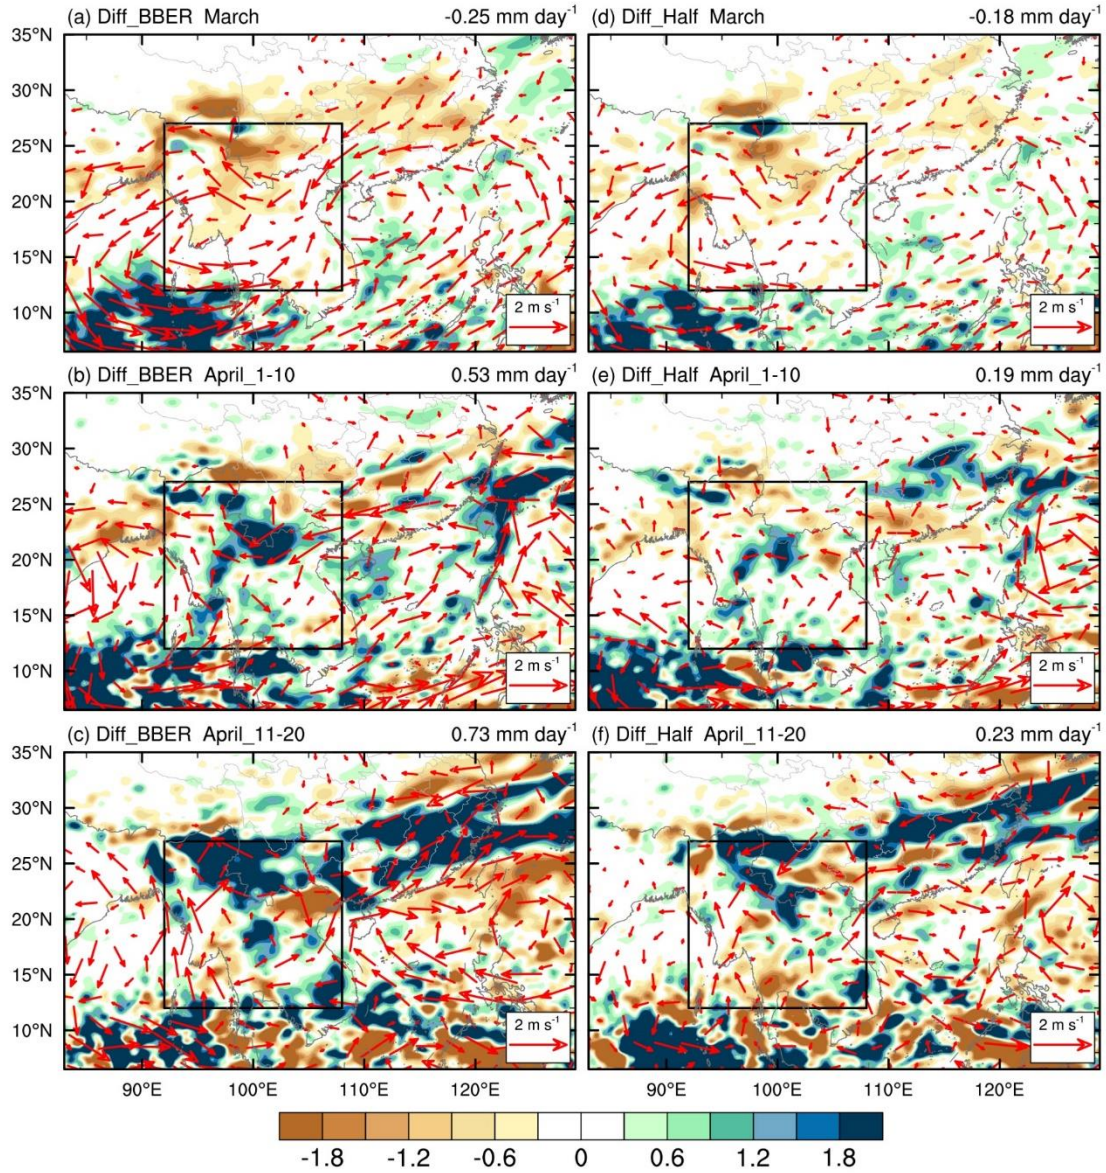 (a) Diff_BBER March -0.25 mm day⁻¹
(d) Diff_Half March -0.18 mm day⁻¹
35°N
30°N
25°N
20°N
15°N
10°N
2 m s⁻¹
2 m s⁻¹
(b) Diff_BBER April_1-10 0.53 mm day⁻¹
(e) Diff_Half April_1-10 0.19 mm day⁻¹
35°N
30°N
25°N
20°N
15°N
10°N
2 m s⁻¹
2 m s⁻¹
(c) Diff_BBER April_11-20 0.73 mm day⁻¹
(f) Diff_Half April_11-20 0.23 mm day⁻¹
35°N
30°N
25°N
20°N
15°N
10°N
2 m s⁻¹
2 m s⁻¹
90°E 100°E 110°E 120°E 90°E 100°E 110°E 120°E
-1.8 -1.2 -0.6 0 0.6 1.2 1.8